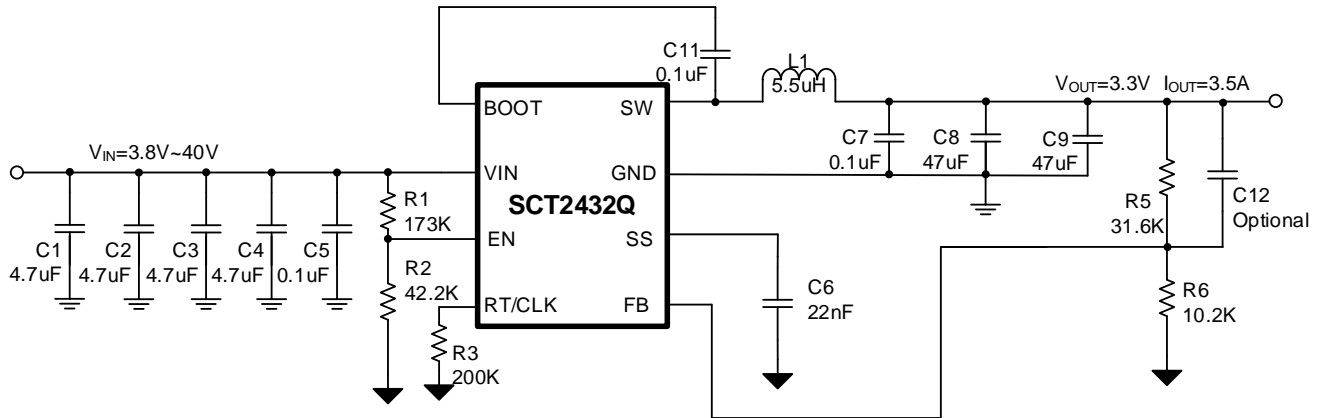 C11
0.1uF
L1
5.5uH
VOUT=3.3V IOUT=3.5A
BOOT
SW
VIN=3.8V~40V
VIN
GND
SCT2432Q
EN
SS
RT/CLK
FB
C7
0.1uF
C8
47uF
C9
47uF
R5
31.6K
C12
Optional
R1
173K
C1
4.7uF
C2
4.7uF
C3
4.7uF
C4
4.7uF
C5
0.1uF
R2
42.2K
R3
200K
C6
22nF
R6
10.2K